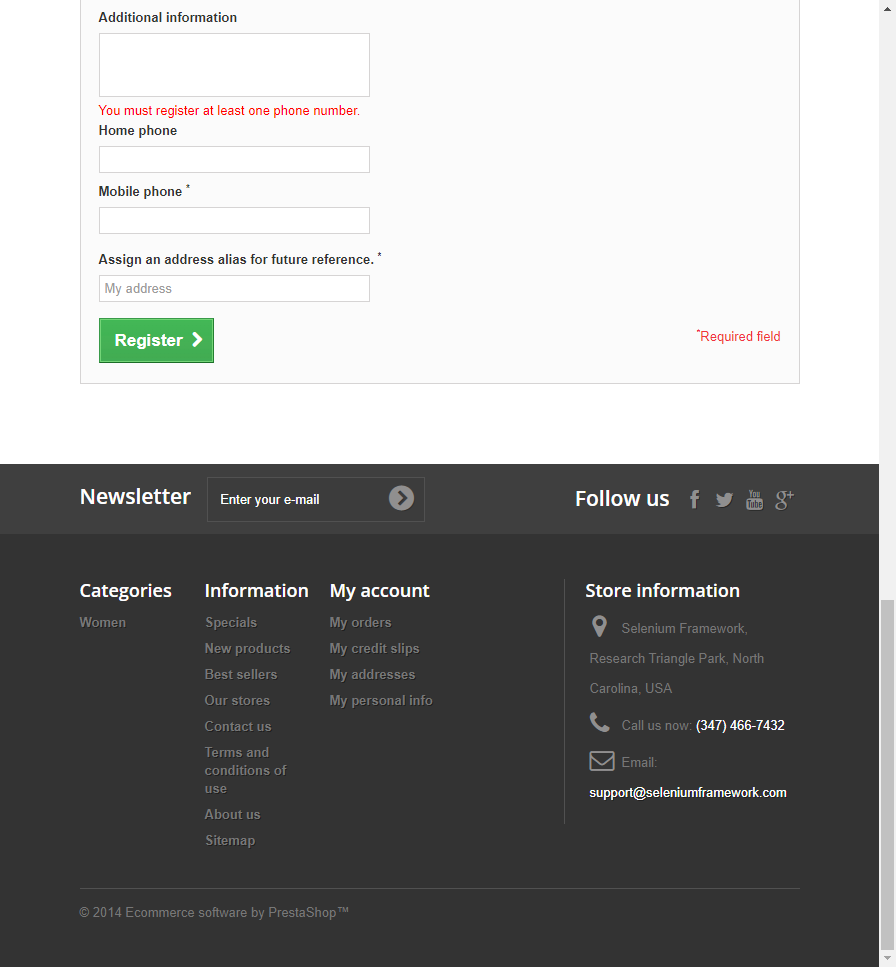 Additional information
You must register at least one phone number.
Home phone
Mobile phone *
Assign an address alias for future reference. *
My address
Register
*Required field
Newsletter
Enter your e-mail
Follow us
You
Tube
g+
Categories
Women
Information
Specials
New products
Best sellers
Our stores
Contact us
Terms and
conditions of
use
About us
Sitemap
My account
My orders
My credit slips
My addresses
My personal info
Store information
Selenium Framework,
Research Triangle Park, North
Carolina, USA
Call us now: (347) 466-7432
Email:
support@seleniumframework.com
© 2014 Ecommerce software by PrestaShop™